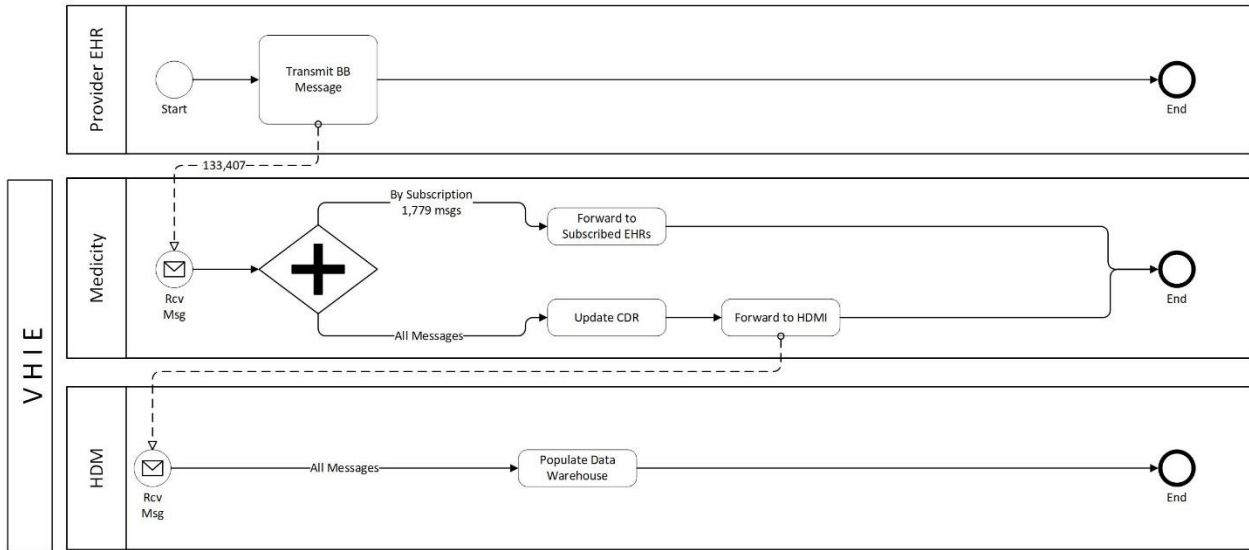 Provider EHR
Start
Transmit BB
Message
End
133,407
V H I E
Medicity
Rcv
Msg
By Subscription
1,779 msgs
Forward to
Subscribed EHRs
All Messages
Update CDR
Forward to HDMI
End
HDM
Rcv
Msg
All Messages
Populate Data
Warehouse
End